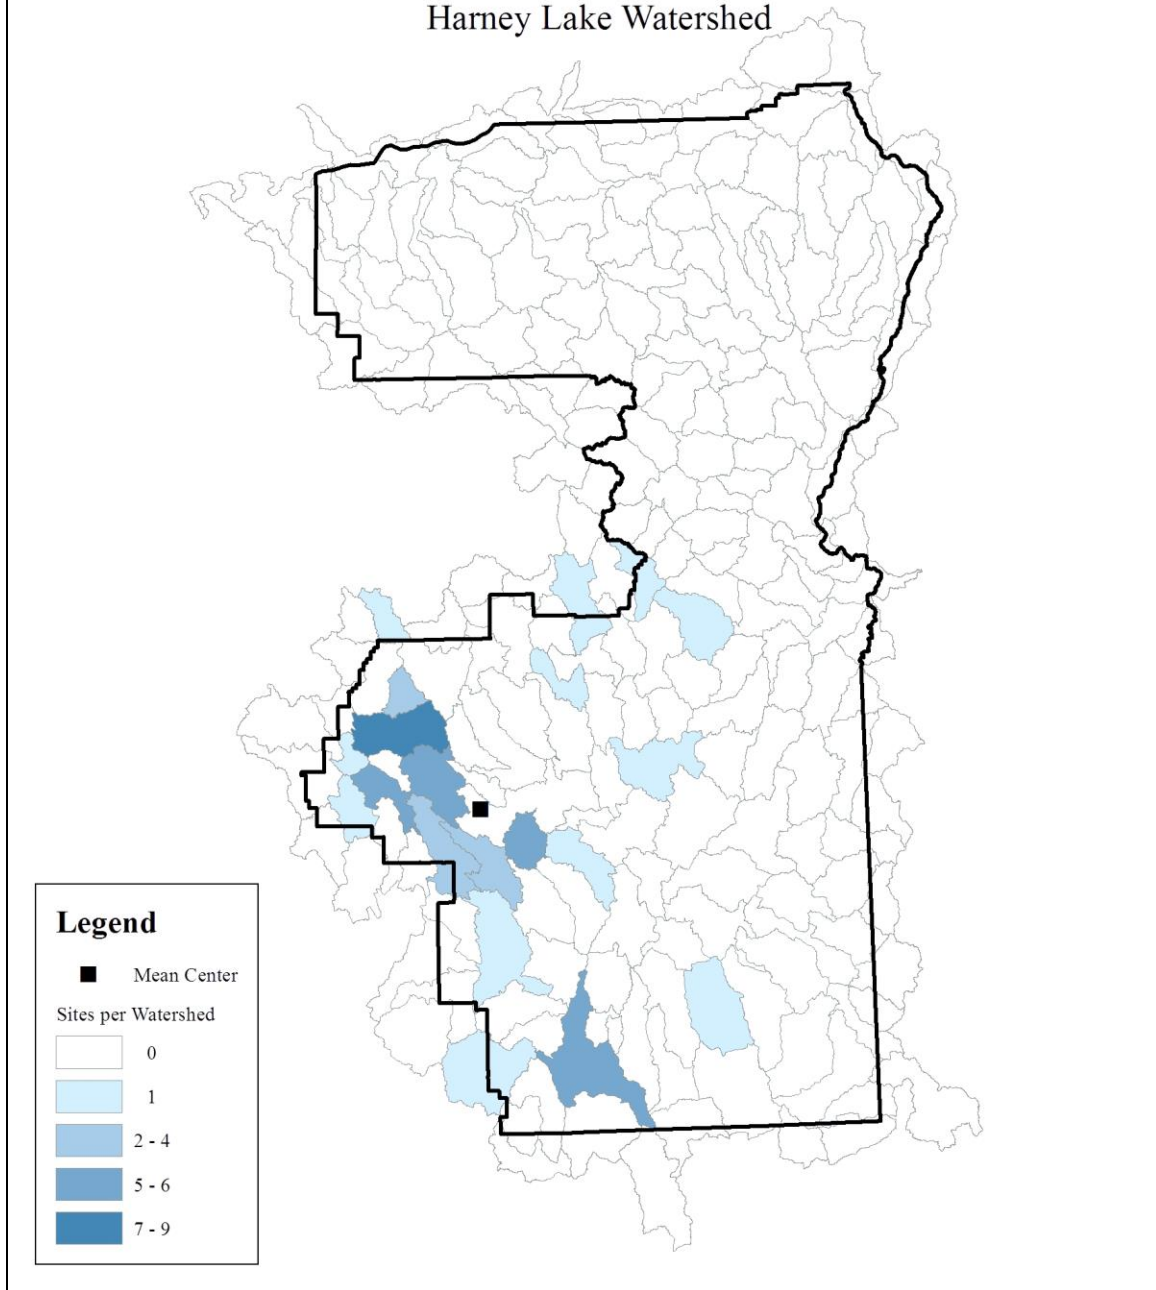 Harney Lake Watershed
Legend
Mean Center
Sites per Watershed
0
1
2 - 4
5 - 6
7 - 9